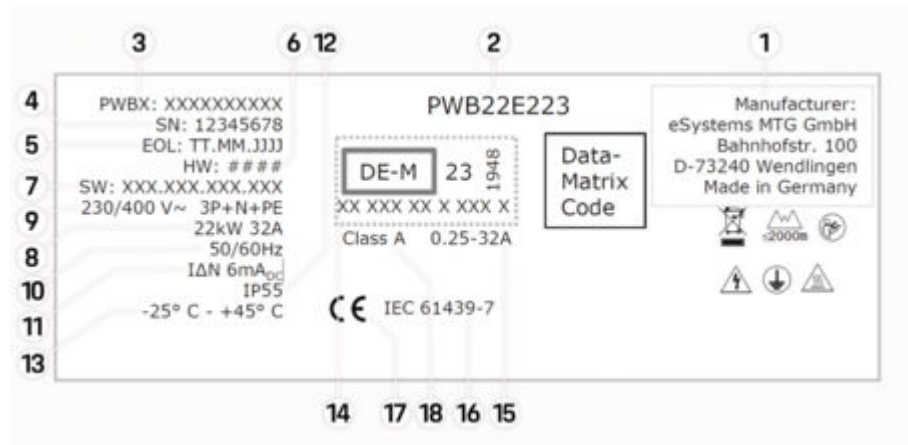 3 6 12 2 1
4
5
7
9
8
10
11
13
PWBX: XXXXXXXXXX
SN: 12345678
EOL: TT.MM.JJJJ
HW: ####
SW: XXX.XXX.XXX.XXX
230/400 V~ 3P+N+PE
22kW 32A
50/60Hz
IΔN 6mADC
IP55
-25° C - +45° C
PWB22E223
DE-M 23 1948
XX XXX XX X XXX X
Class A 0.25-32A
CE IEC 61439-7
Data-
Matrix
Code
Manufacturer:
eSystems MTG GmbH
Bahnhofstr. 100
D-73240 Wendlingen
Made in Germany
≤2000m
14 17 18 16 15